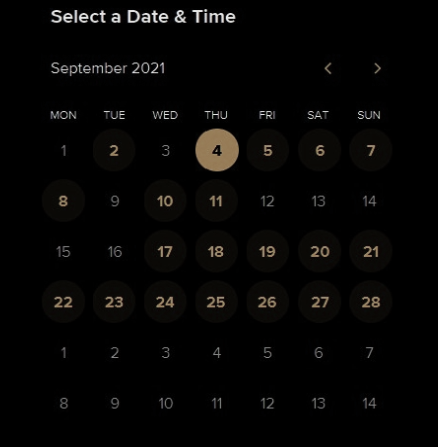 Select a Date & Time
September 2021
MON TUE WED THU FRI SAT SUN
1 2 3 4 5 6 7
8 9 10 11 12 13 14
15 16 17 18 19 20 21
22 23 24 25 26 27 28
1 2 3 4 5 6 7
8 9 10 11 12 13 14